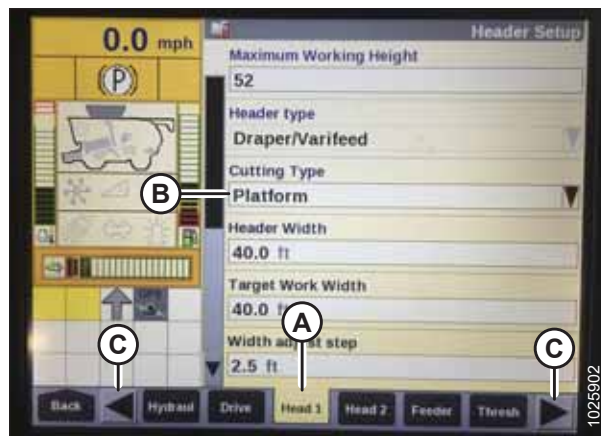 0.0 mph
Header Setup
(P)
Maximum Working Height
52
Header type
Draper/Varifeed
Cutting Type
B
Platform
Header Width
40.0 ft
Target Work Width
40.0 ft
A
C
C
Width adjust step
2.5 ft
Back
Hydraul
Drive
Head 1
Head 2
Feeder
Thresh
1025902